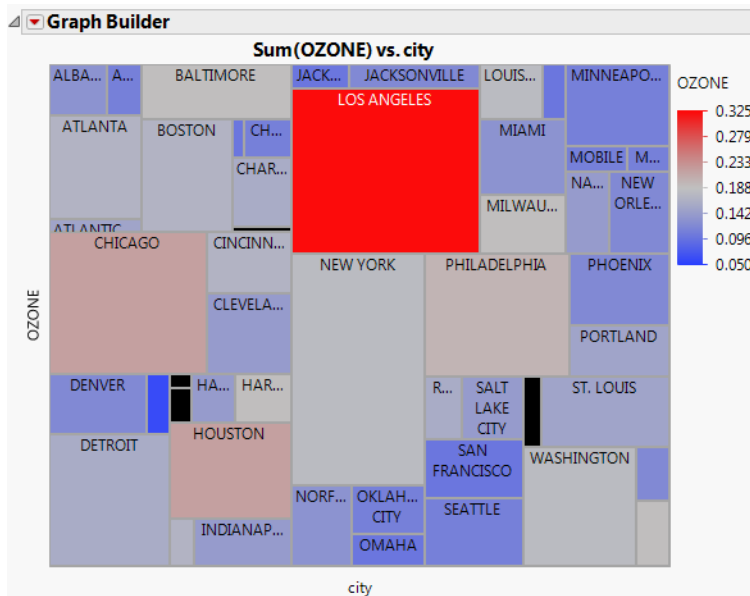 Graph Builder
Sum(OZONE) vs. city
ALBA...
A...
BALTIMORE
JACK...
JACKSONVILLE
LOUIS...
MINNEAPO...
OZONE
LOS ANGELES
0.325
0.279
0.233
0.188
0.142
0.096
0.050
ATLANTA
BOSTON
CH...
MIAMI
CHAR...
MOBILE
M...
NA...
NEW
ORLE...
MILWAU...
ATLANTIC
CHICAGO
CINCINN...
NEW YORK
PHILADELPHIA
PHOENIX
CLEVELA...
OZONE
PORTLAND
DENVER
HA...
HAR...
R...
SALT
LAKE
CITY
ST. LOUIS
HOUSTON
DETROIT
SAN
FRANCISCO
WASHINGTON
NORF...
OKLAH...
CITY
SEATTLE
INDIANAP...
OMAHA
city